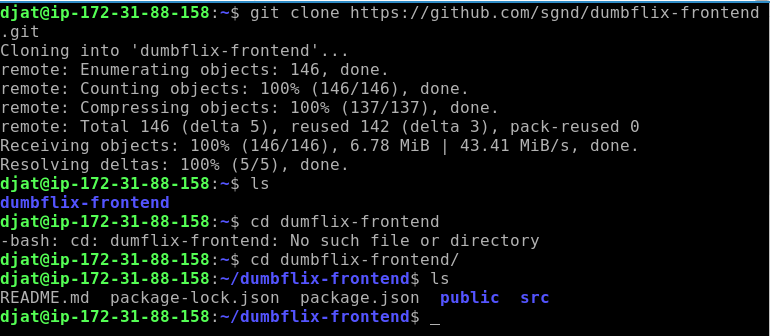 djat@ip-172-31-88-158:~$ git clone https://github.com/sgnd/dumbflix-frontend
.git
Cloning into 'dumbflix-frontend'...
remote: Enumerating objects: 146, done.
remote: Counting objects: 100% (146/146), done.
remote: Compressing objects: 100% (137/137), done.
remote: Total 146 (delta 5), reused 142 (delta 3), pack-reused 0
Receiving objects: 100% (146/146), 6.78 MiB | 43.41 MiB/s, done.
Resolving deltas: 100% (5/5), done.
djat@ip-172-31-88-158:~$ ls
dumbflix-frontend
djat@ip-172-31-88-158:~$ cd dumflix-frontend
-bash: cd: dumflix-frontend: No such file or directory
djat@ip-172-31-88-158:~$ cd dumbflix-frontend/
djat@ip-172-31-88-158:~/dumbflix-frontend$ ls
README.md  package-lock.json  package.json  public  src
djat@ip-172-31-88-158:~/dumbflix-frontend$ _